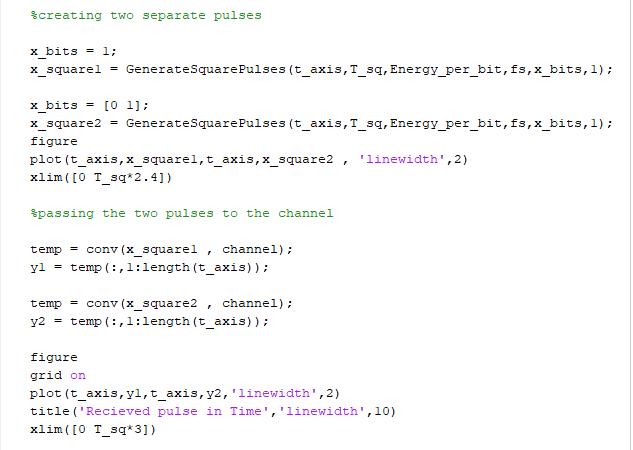 %creating two separate pulses
x_bits = 1;
x_square1 = GenerateSquarePulses(t_axis,T_sq,Energy_per_bit,fs,x_bits,1);
x_bits = [0 1];
x_square2 = GenerateSquarePulses(t_axis,T_sq,Energy_per_bit,fs,x_bits,1);
figure
plot(t_axis,x_square1,t_axis,x_square2 , 'linewidth',2)
xlim([0 T_sq*2.4])
%passing the two pulses to the channel
temp = conv(x_square1 , channel);
y1 = temp(:,1:length(t_axis));
temp = conv(x_square2 , channel);
y2 = temp(:,1:length(t_axis));
figure
grid on
plot(t_axis,y1,t_axis,y2,'linewidth',2)
title('Recieved pulse in Time','linewidth',10)
xlim([0 T_sq*3])